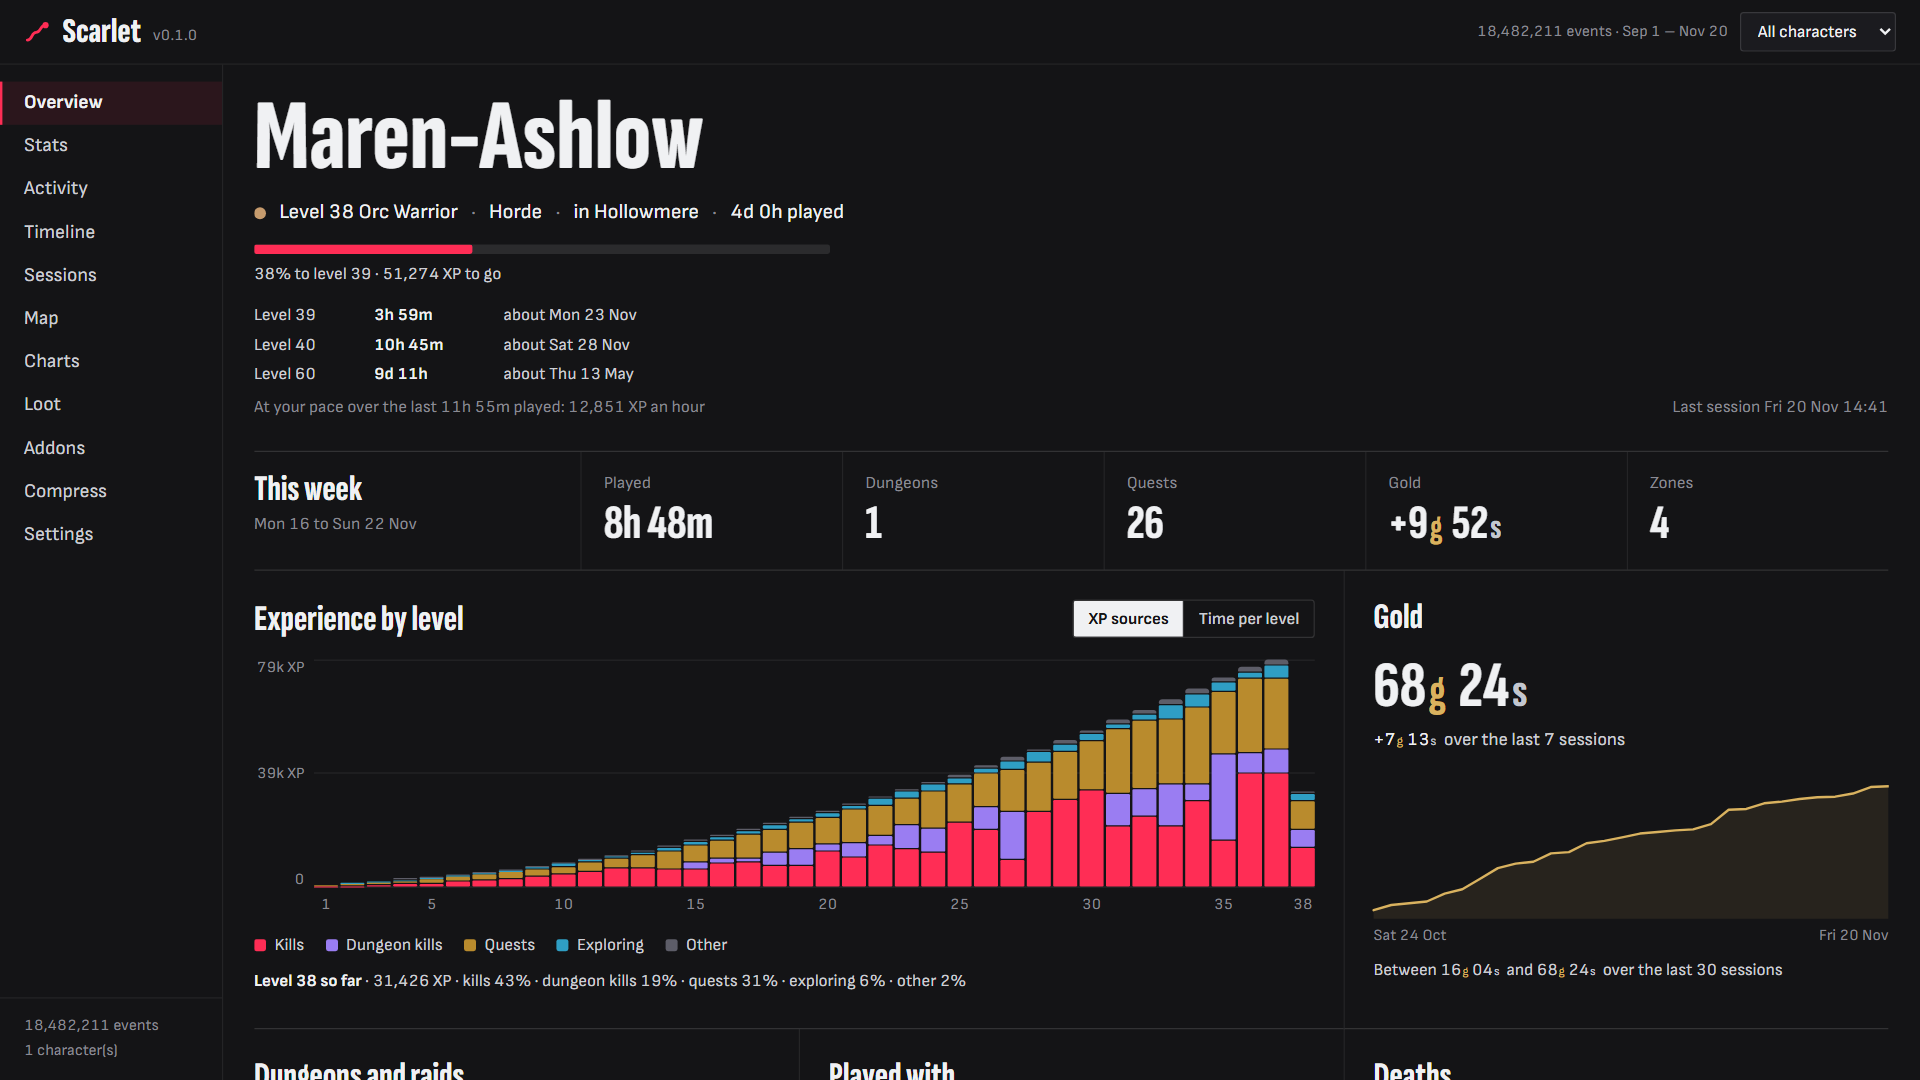 Scarlet v0.1.0
18,482,211 events · Sep 1 – Nov 20
All characters
Overview
Stats
Activity
Timeline
Sessions
Map
Charts
Loot
Addons
Compress
Settings
18,482,211 events
1 character(s)
Maren-Ashlow
Level 38 Orc Warrior · Horde · in Hollowmere · 4d 0h played
38% to level 39 · 51,274 XP to go
Level 39 3h 59m about Mon 23 Nov
Level 40 10h 45m about Sat 28 Nov
Level 60 9d 11h about Thu 13 May
At your pace over the last 11h 55m played: 12,851 XP an hour
Last session Fri 20 Nov 14:41
This week
Mon 16 to Sun 22 Nov
Played
8h 48m
Dungeons
1
Quests
26
Gold
+9g 52s
Zones
4
Experience by level
XP sources
Time per level
79k XP
39k XP
0
1 5 10 15 20 25 30 35 38
Kills Dungeon kills Quests Exploring Other
Level 38 so far · 31,426 XP · kills 43% · dungeon kills 19% · quests 31% · exploring 6% · other 2%
Gold
68g 24s
+7g 13s over the last 7 sessions
Sat 24 Oct Fri 20 Nov
Between 16g 04s and 68g 24s over the last 30 sessions
Dungeons and raids
Played with
Deaths